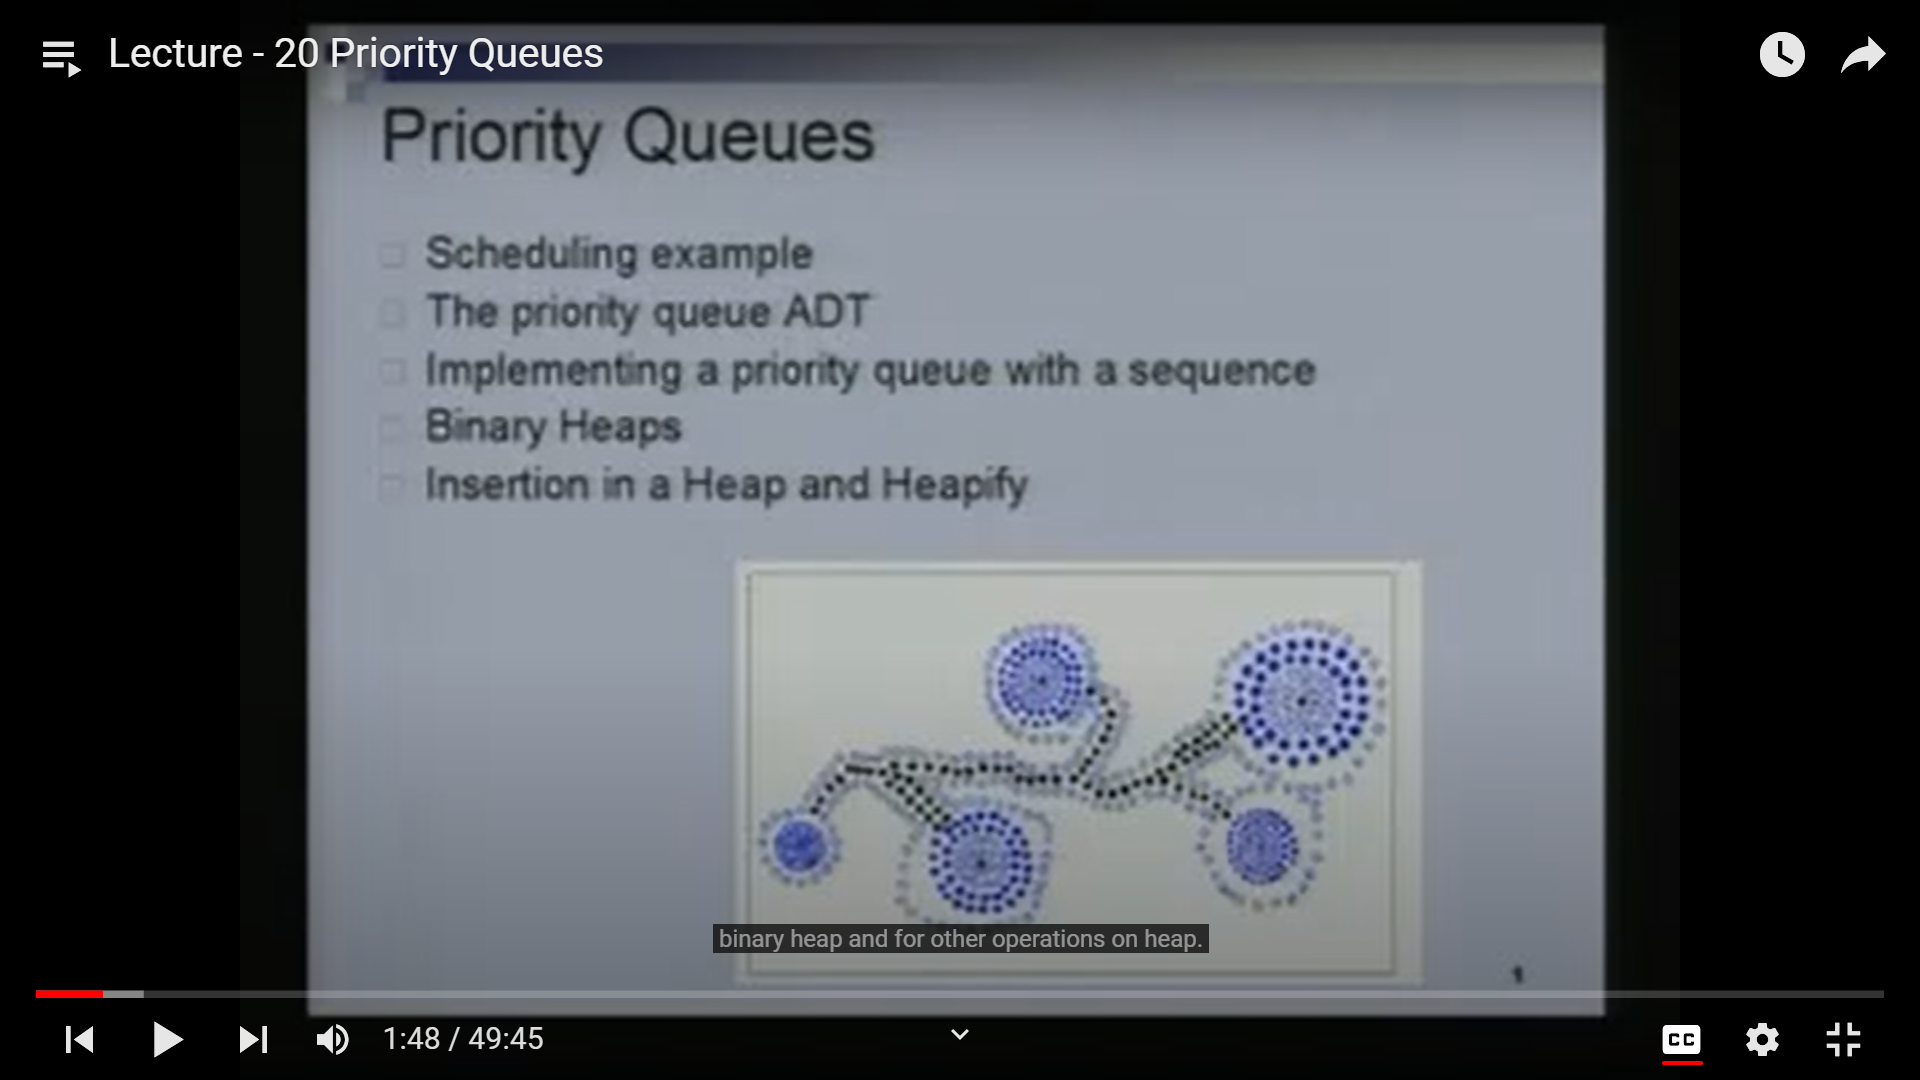 Lecture - 20 Priority Queues
Priority Queues
Scheduling example
The priority queue ADT
Implementing a priority queue with a sequence
Binary Heaps
Insertion in a Heap and Heapify
binary heap and for other operations on heap.
1
1:48 / 49:45
CC